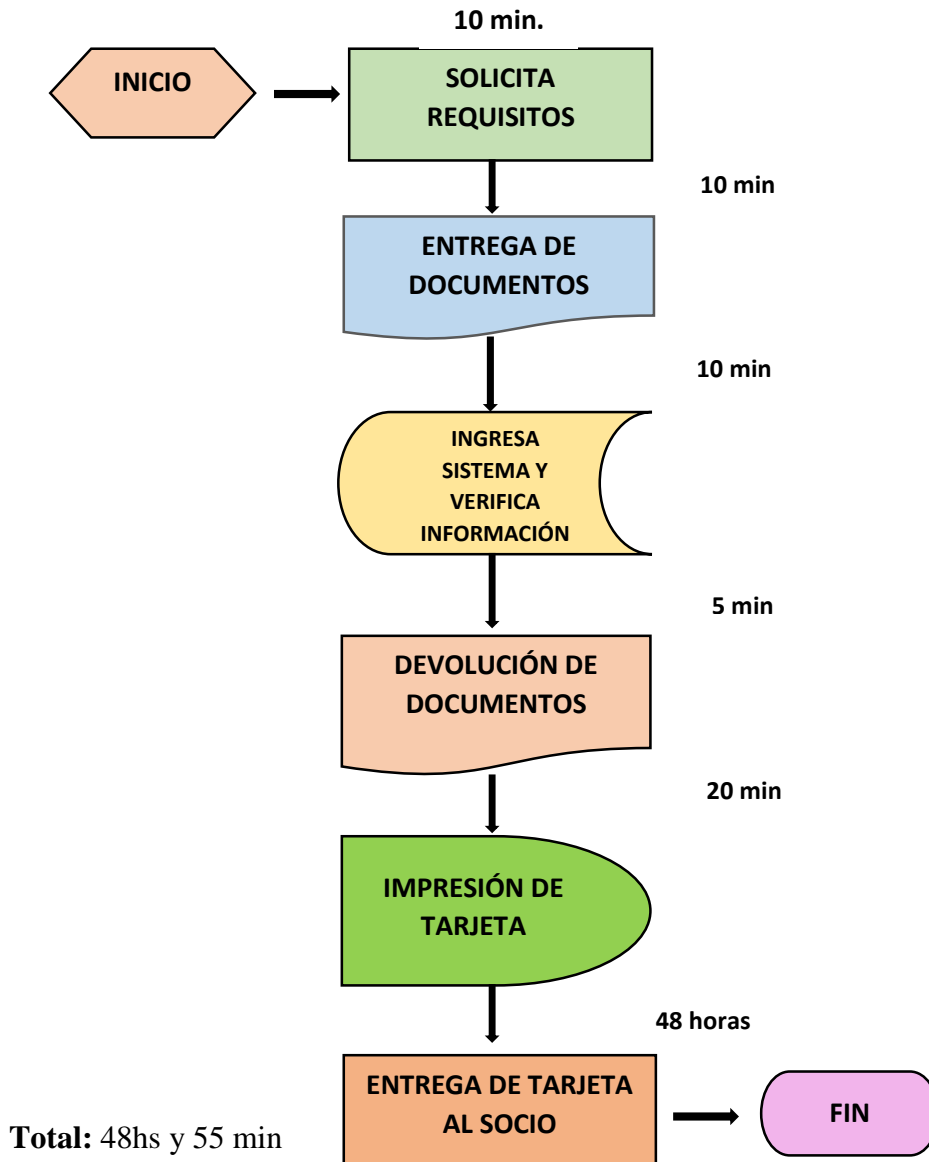 10 min.
INICIO
SOLICITA
REQUISITOS
10 min
ENTREGA DE
DOCUMENTOS
10 min
INGRESA
SISTEMA Y
VERIFICA
INFORMACIÓN
5 min
DEVOLUCIÓN DE
DOCUMENTOS
20 min
IMPRESIÓN DE
TARJETA
48 horas
ENTREGA DE TARJETA
AL SOCIO
FIN
Total: 48hs y 55 min